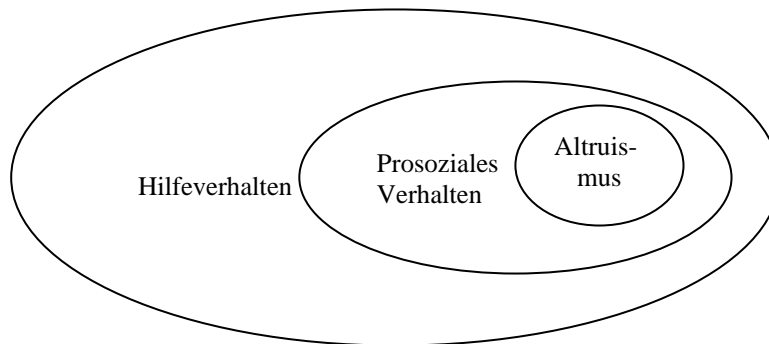 Hilfeverhalten
Prosoziales
Verhalten
Altruis-
mus